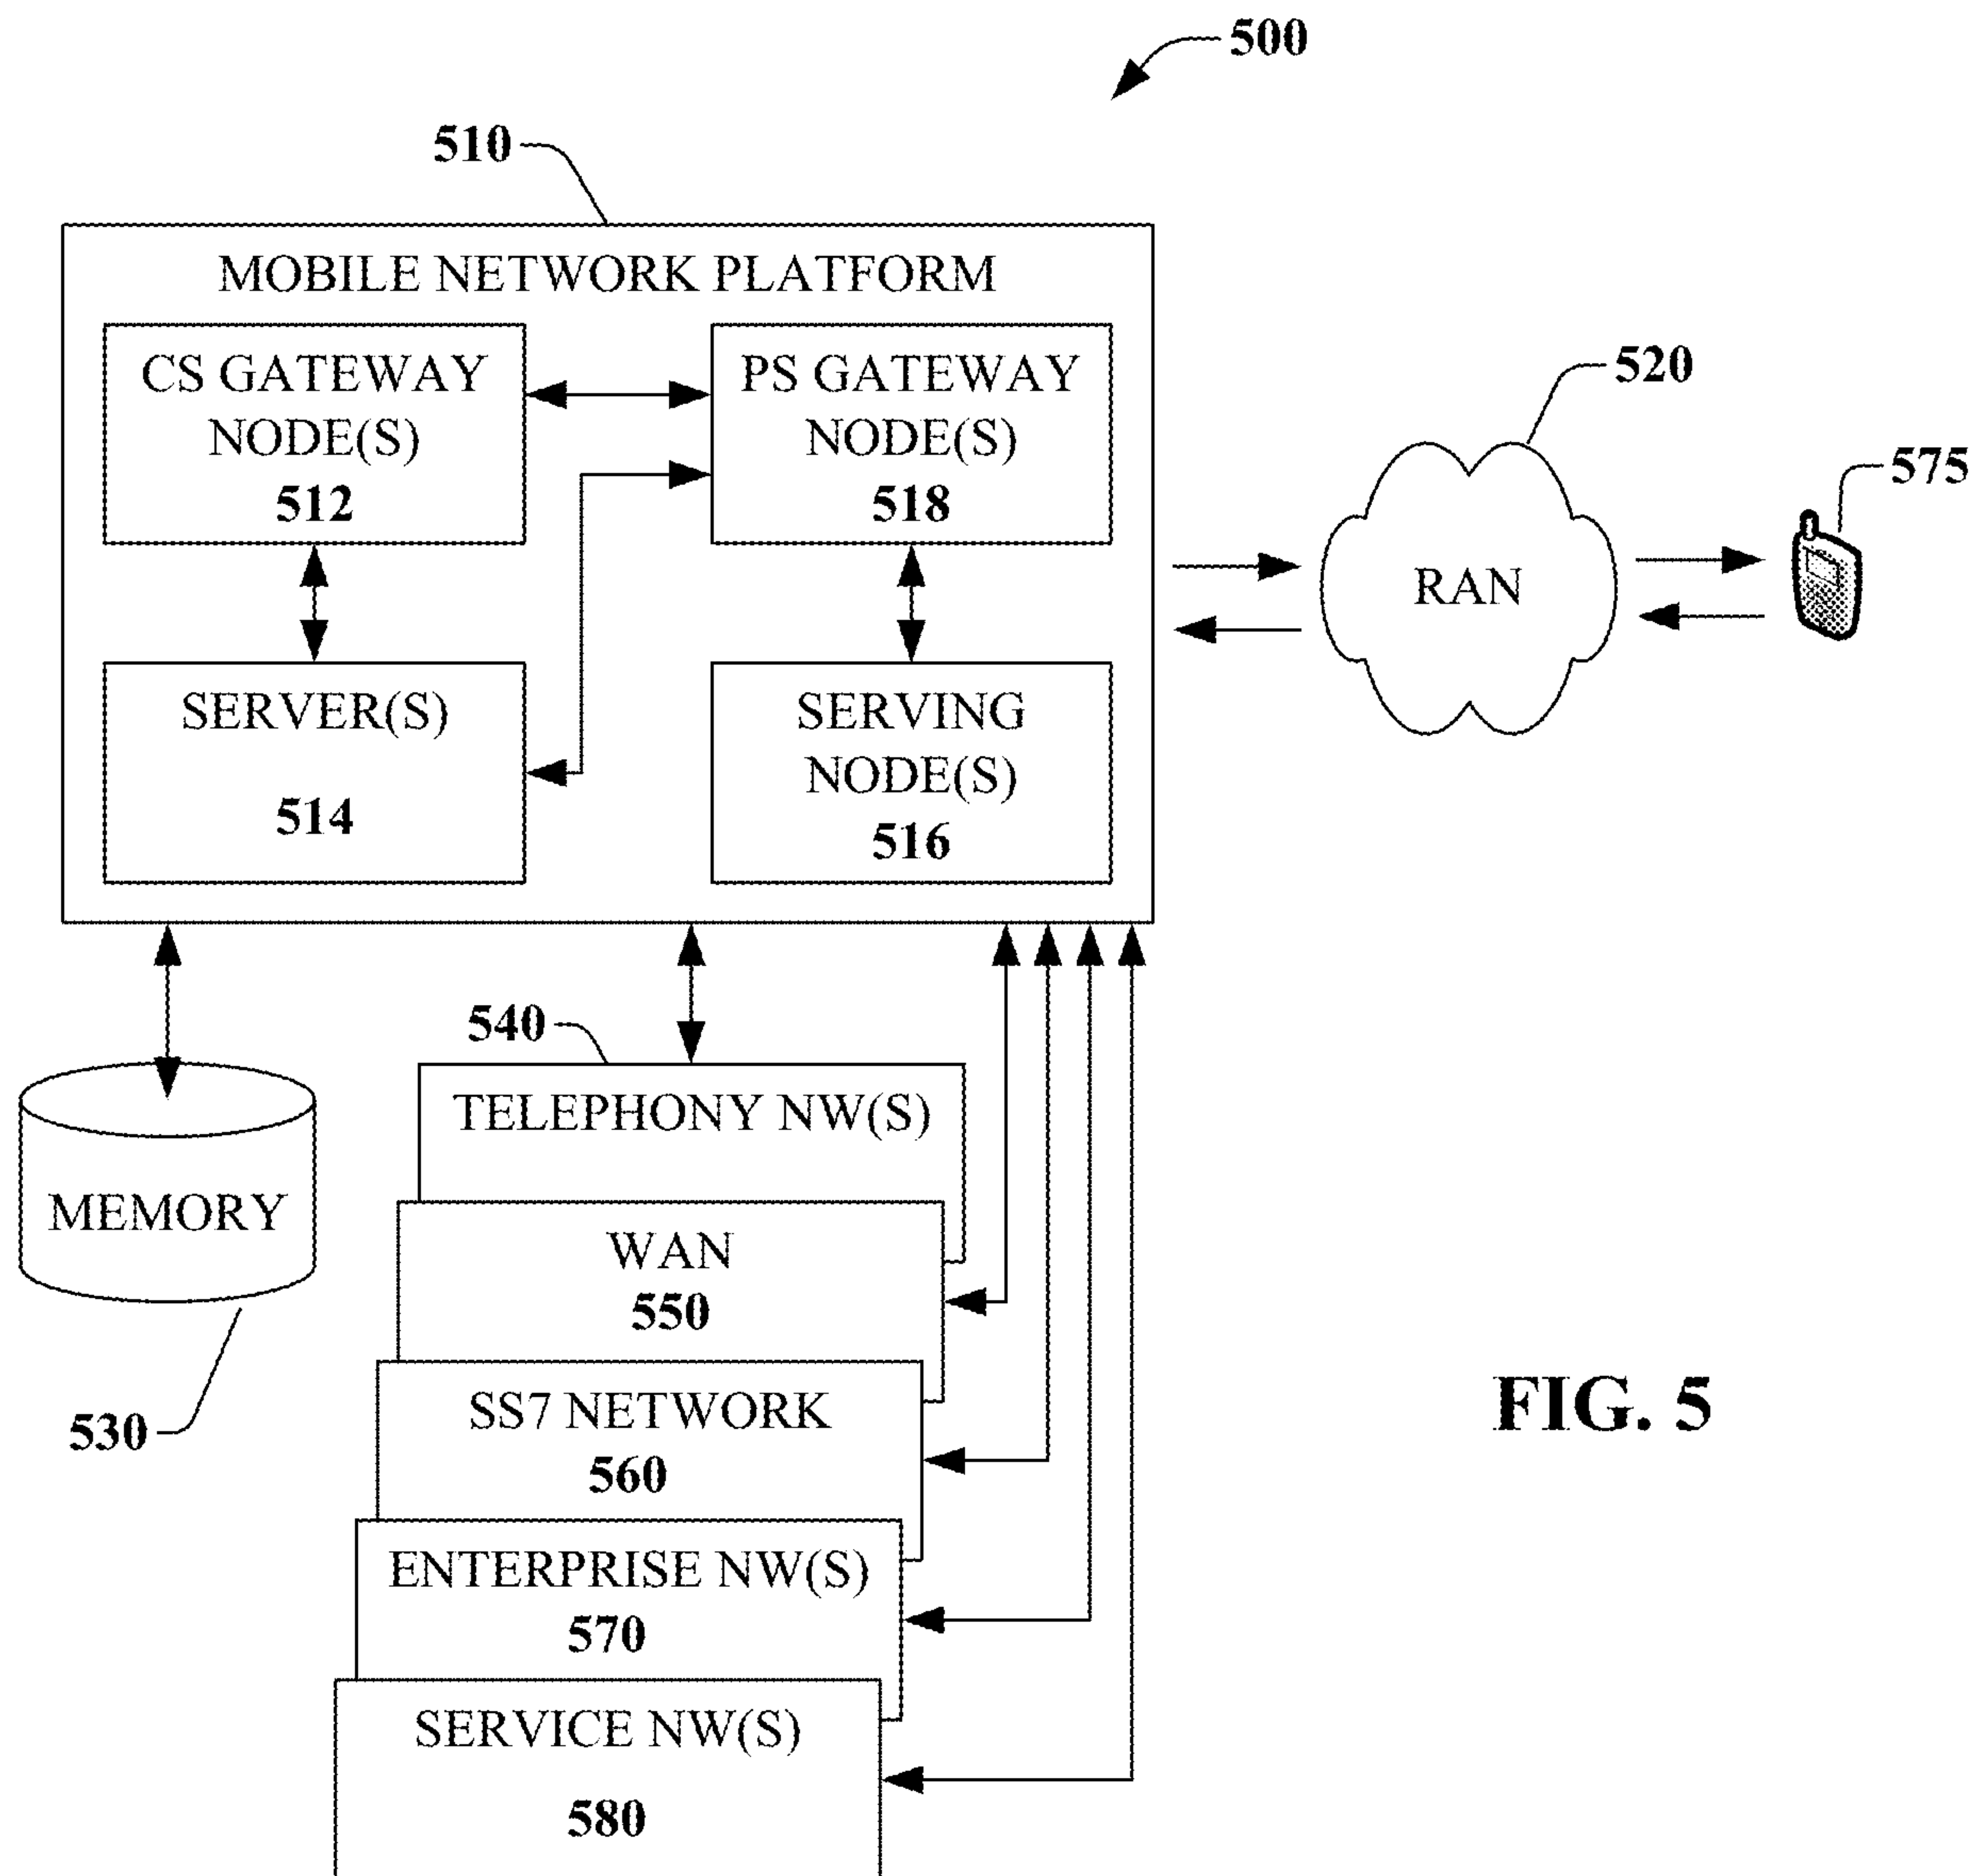 500
510
MOBILE NETWORK PLATFORM
CS GATEWAY
NODE(S)
512
PS GATEWAY
NODE(S)
518
SERVER(S)
514
SERVING
NODE(S)
516
520
RAN
575
540
TELEPHONY NW(S)
MEMORY
530
WAN
550
SS7 NETWORK
560
ENTERPRISE NW(S)
570
SERVICE NW(S)
580
FIG. 5